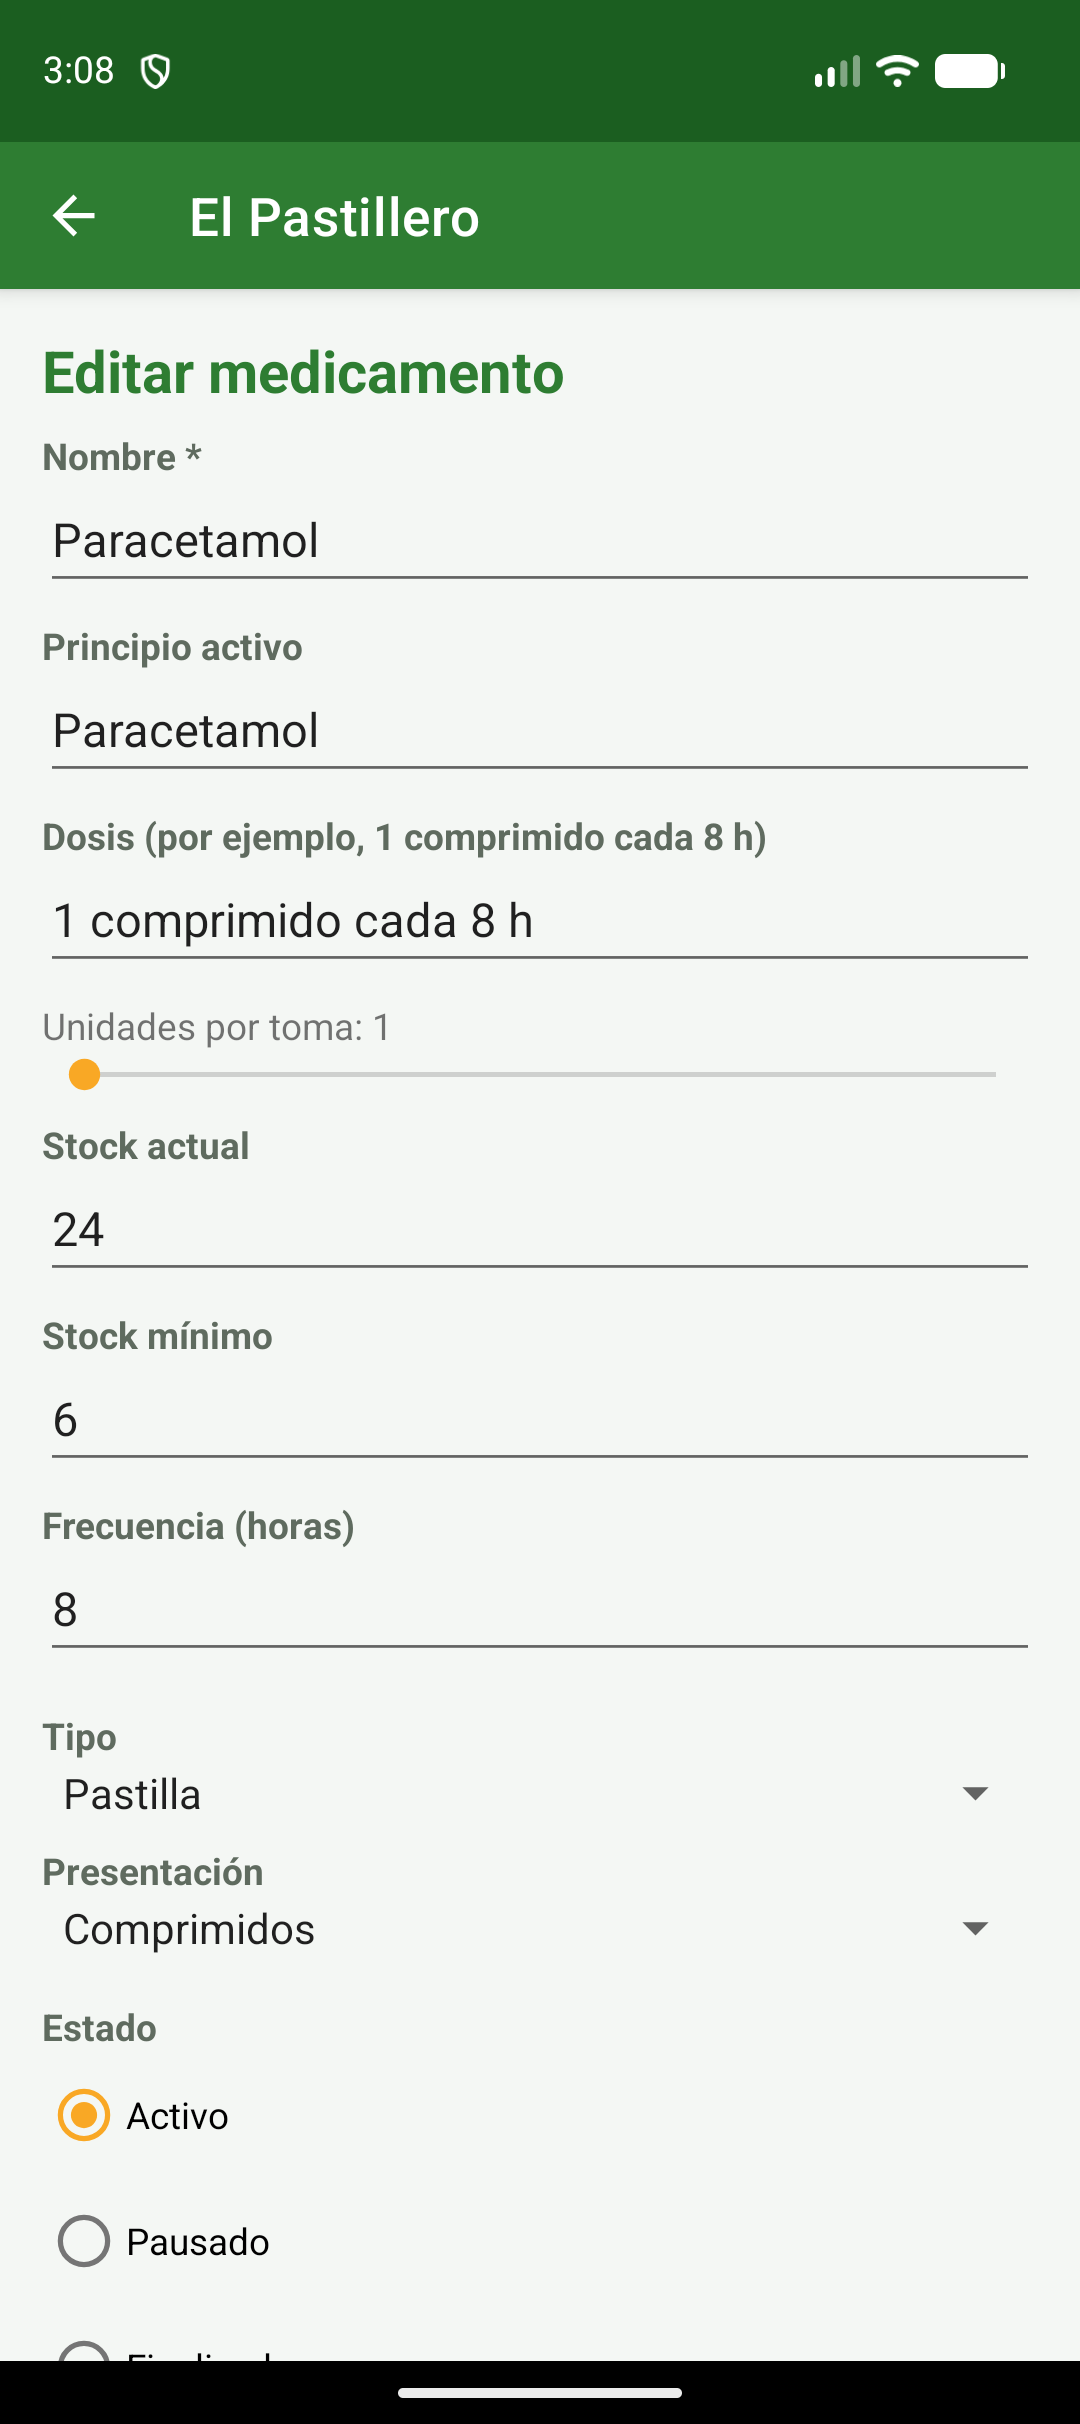 3:08
El Pastillero
Editar medicamento
Nombre *
Paracetamol
Principio activo
Paracetamol
Dosis (por ejemplo, 1 comprimido cada 8 h)
1 comprimido cada 8 h
Unidades por toma: 1
Stock actual
24
Stock mínimo
6
Frecuencia (horas)
8
Tipo
Pastilla
Presentación
Comprimidos
Estado
Activo
Pausado